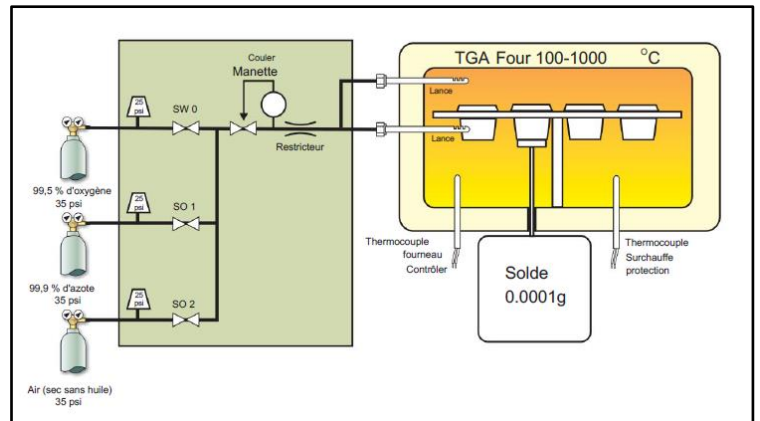 TGA Four 100-1000 °C
Couler
Manette
25
psi
SW 0
Lance
Lance
Restricteur
99,5 % d'oxygène
35 psi
25
psi
SO 1
Thermocouple
fourneau
Contrôler
Thermocouple
Surchauffe
protection
Solde
0.0001g
99,9 % d'azote
35 psi
25
psi
SO 2
Air (sec sans huile)
35 psi